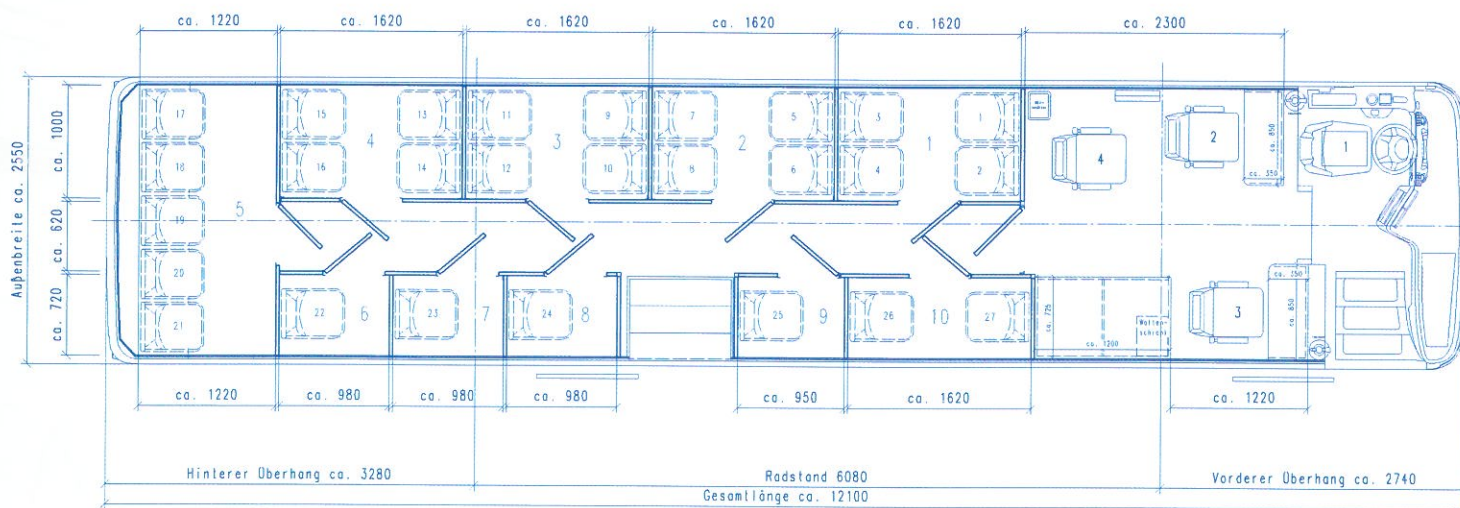 ca. 1220 ca. 1620 ca. 1620 ca. 1620 ca. 1620 ca. 2300
Außenbreite ca. 2550
ca. 1000
ca. 620
ca. 720
17 15 13 11 9 7 5 3 1
18 16 14 12 10 8 6 4 2
4 3 2 1
4 2 1
ca. 850
ca. 350
19 5
20
21 22 6 23 7 24 8 25 9 26 10 27
ca. 725
ca. 1200
Waffen-
3
ca. 350
ca. 850
ca. 1220 ca. 980 ca. 980 ca. 980 ca. 950 ca. 1620 ca. 1220
Hinterer Überhang ca. 3280 Radstand 6080 Vorderer Überhang ca. 2740
Gesamtlänge ca. 12100